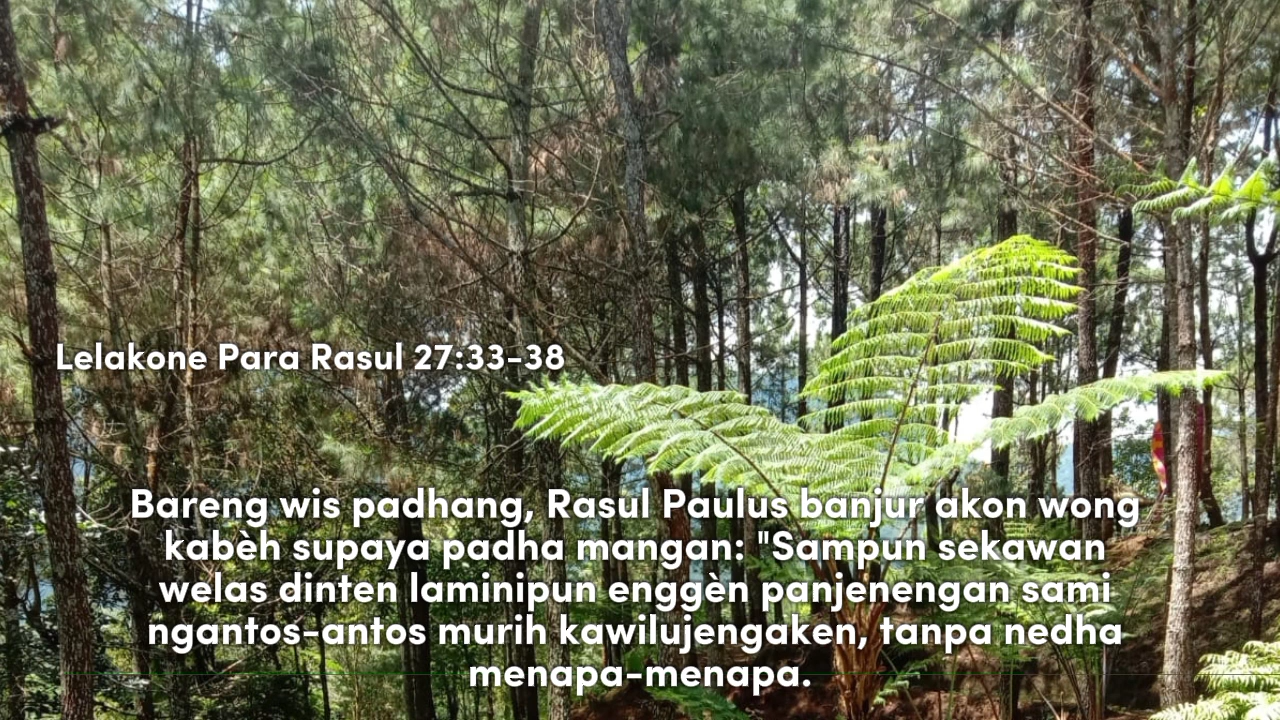 Lelakone Para Rasul 27:33-38
Bareng wis padhang, Rasul Paulus banjur akon wong
kabèh supaya padha mangan: "Sampun sekawan
welas dinten laminipun enggèn panjenengan sami
ngantos-antos murih kawilujengaken, tanpa nedha
menapa-menapa.